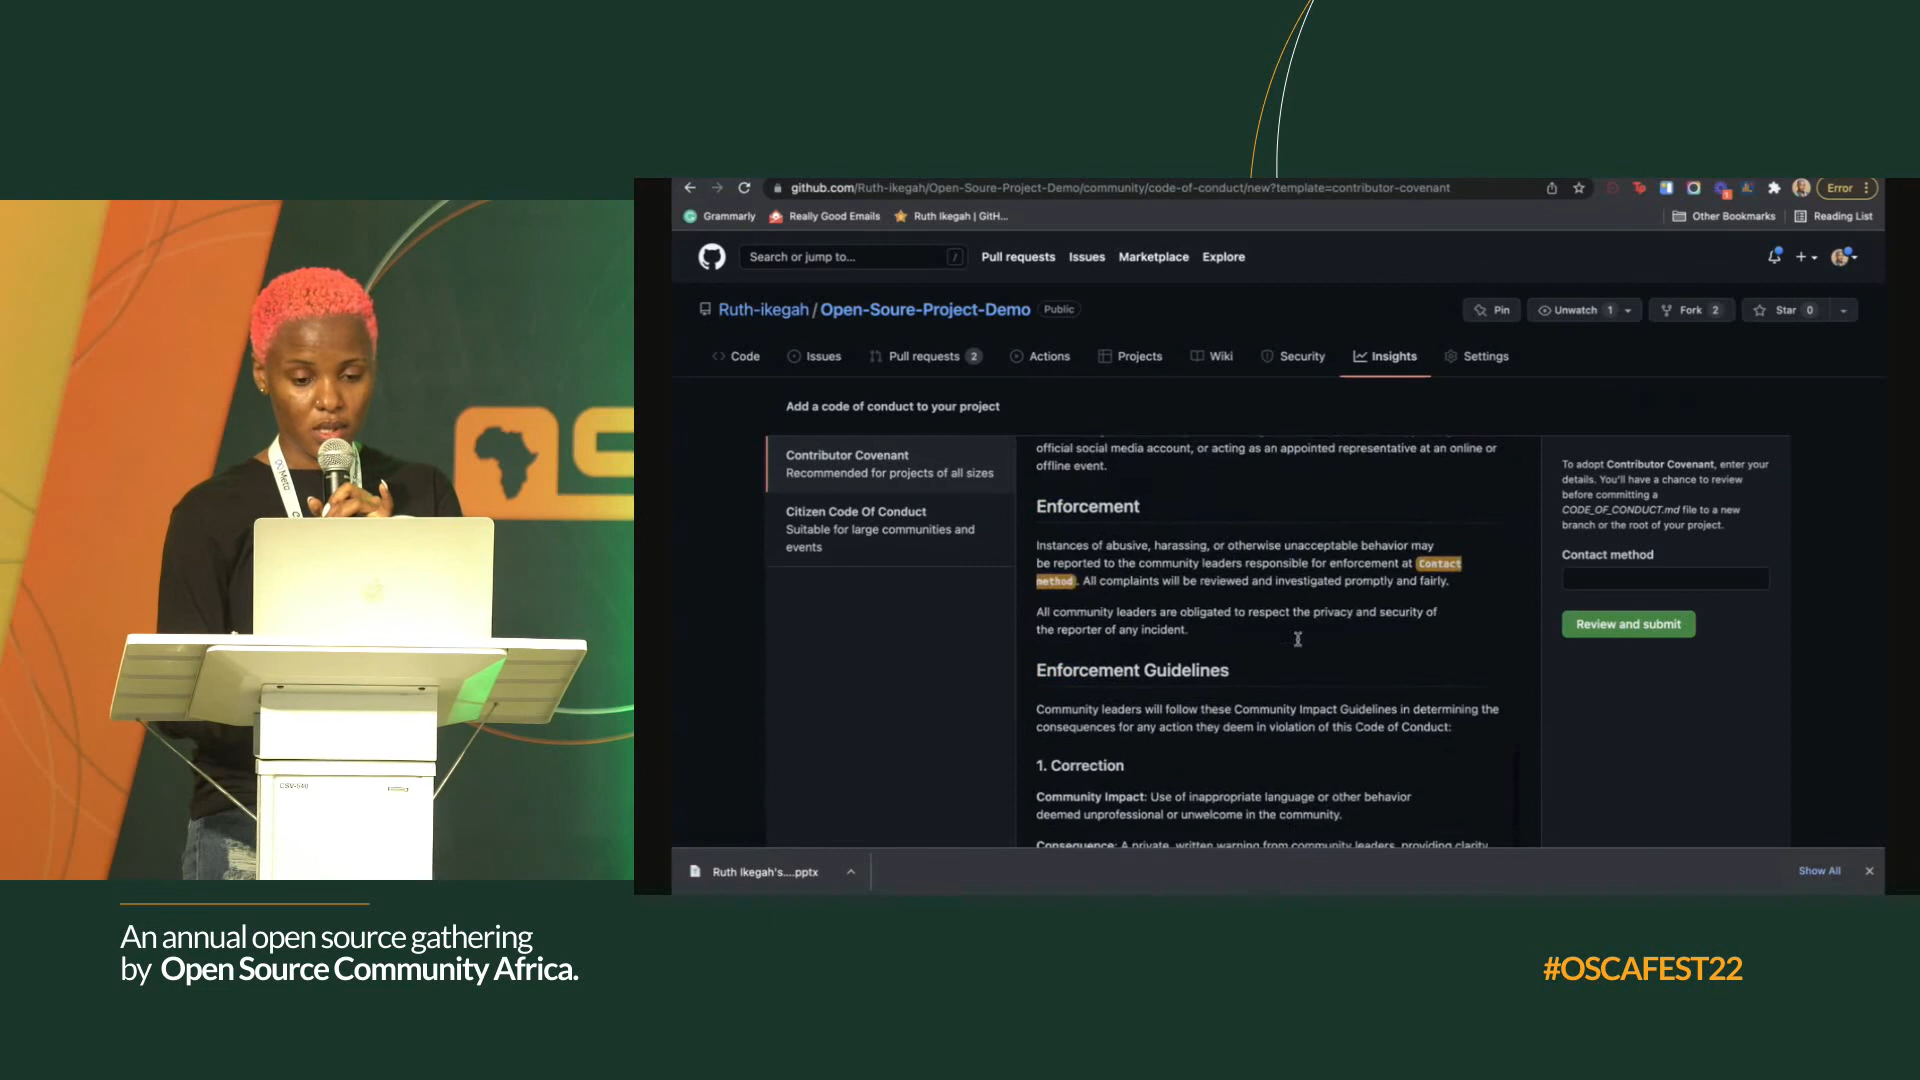 github.com/Ruth-ikegah/Open-Soure-Project-Demo/community/code-of-conduct/new?template=contributor-covenant
Error
Grammarly
Really Good Emails
Ruth Ikegah | GitH...
Other Bookmarks
Reading List
Search or jump to...
/
Pull requests
Issues
Marketplace
Explore
Ruth-ikegah / Open-Soure-Project-Demo
Public
Pin
Unwatch 1
Fork 2
Star 0
Code
Issues
Pull requests 2
Actions
Projects
Wiki
Security
Insights
Settings
Add a code of conduct to your project
Contributor Covenant
Recommended for projects of all sizes
Citizen Code Of Conduct
Suitable for large communities and
events
official social media account, or acting as an appointed representative at an online or
offline event.
Enforcement
Instances of abusive, harassing, or otherwise unacceptable behavior may
be reported to the community leaders responsible for enforcement at Contact
method. All complaints will be reviewed and investigated promptly and fairly.
All community leaders are obligated to respect the privacy and security of
the reporter of any incident.
Enforcement Guidelines
Community leaders will follow these Community Impact Guidelines in determining the
consequences for any action they deem in violation of this Code of Conduct:
1. Correction
Community Impact: Use of inappropriate language or other behavior
deemed unprofessional or unwelcome in the community.
Consequence: A private, written warning from community leaders, providing clarity
To adopt Contributor Covenant, enter your
details. You'll have a chance to review
before committing a
CODE_OF_CONDUCT.md file to a new
branch or the root of your project.
Contact method
Review and submit
Ruth Ikegah's....pptx
Show All
Meta
CSV-540
An annual open source gathering
by Open Source Community Africa.
#OSCAFEST22